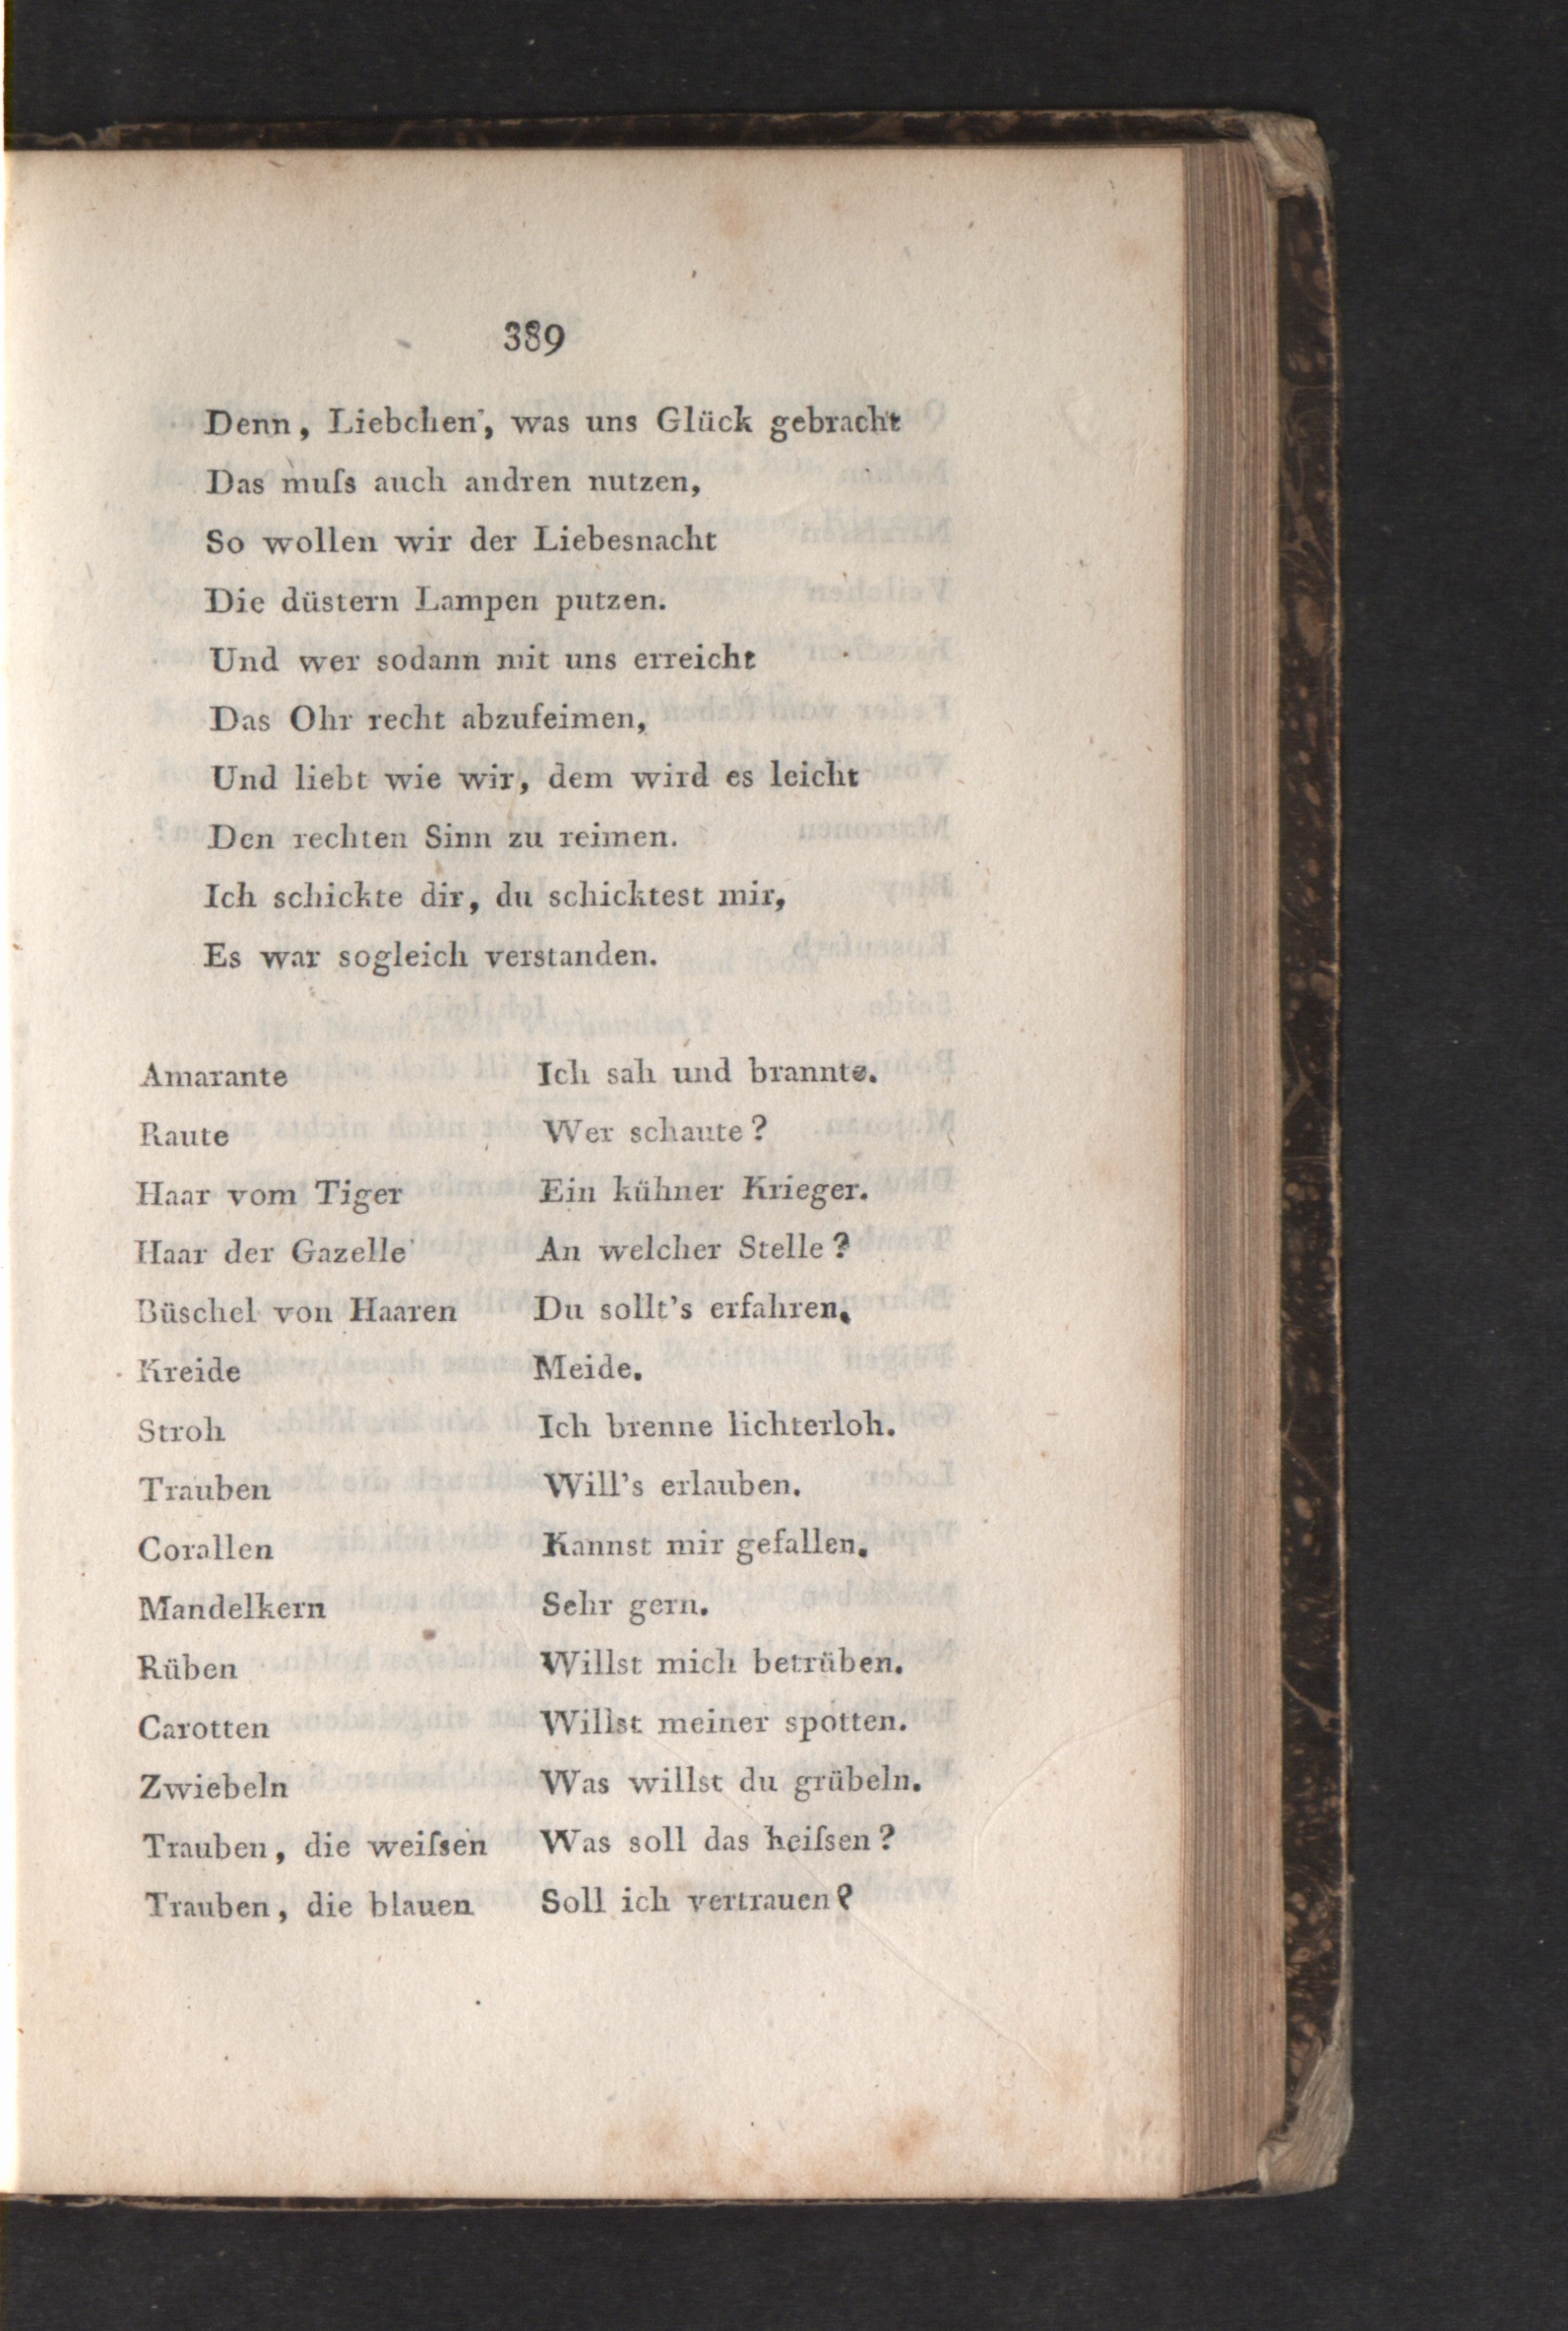 389
Denn, Liebchen, was uns Glück gebracht
Das muſs auch andren nutzen,
So wollen wir der Liebesnacht
Die düstern Lampen putzen.
Und wer sodann mit uns erreicht
Das Ohr recht abzufeimen,
Und liebt wie wir, dem wird es leicht
Den rechten Sinn zu reimen.
Ich schickte dir, du schicktest mir,
Es war sogleich verstanden.
Amarante Ich sah und brannte.
Raute Wer schaute?
Haar vom Tiger Ein kühner Krieger.
Haar der Gazelle An welcher Stelle?
Büschel von Haaren Du sollt's erfahren.
Kreide Meide.
Stroh Ich brenne lichterloh.
Trauben Will's erlauben.
Corallen Kannst mir gefallen.
Mandelkern Sehr gern.
Rüben Willst mich betrüben.
Carotten Willst meiner spotten.
Zwiebeln Was willst du grübeln.
Trauben, die weiſsen Was soll das heiſsen?
Trauben, die blauen Soll ich vertrauen?